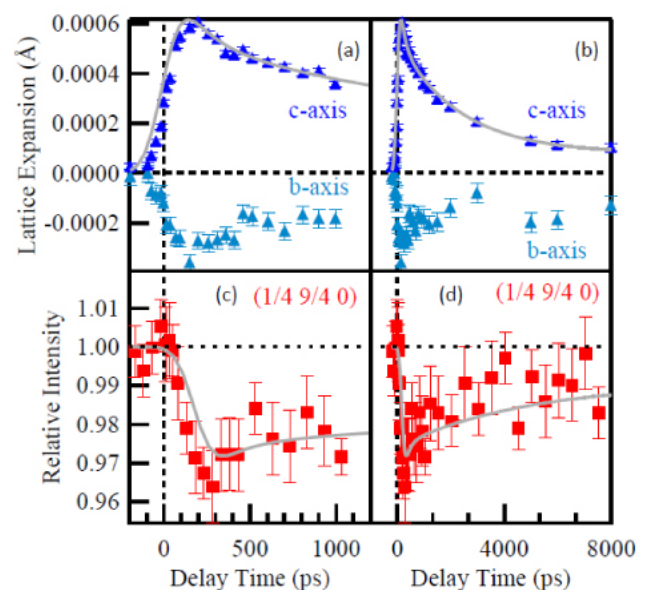 0.0006
0.0004
0.0002
0.0000
-0.0002
Lattice Expansion (Å)
(a)
c-axis
b-axis
(b)
c-axis
b-axis
1.01
1.00
0.99
0.98
0.97
0.96
Relative Intensity
(c) (1/4 9/4 0)
(d) (1/4 9/4 0)
0 500 1000
Delay Time (ps)
0 4000 8000
Delay Time (ps)